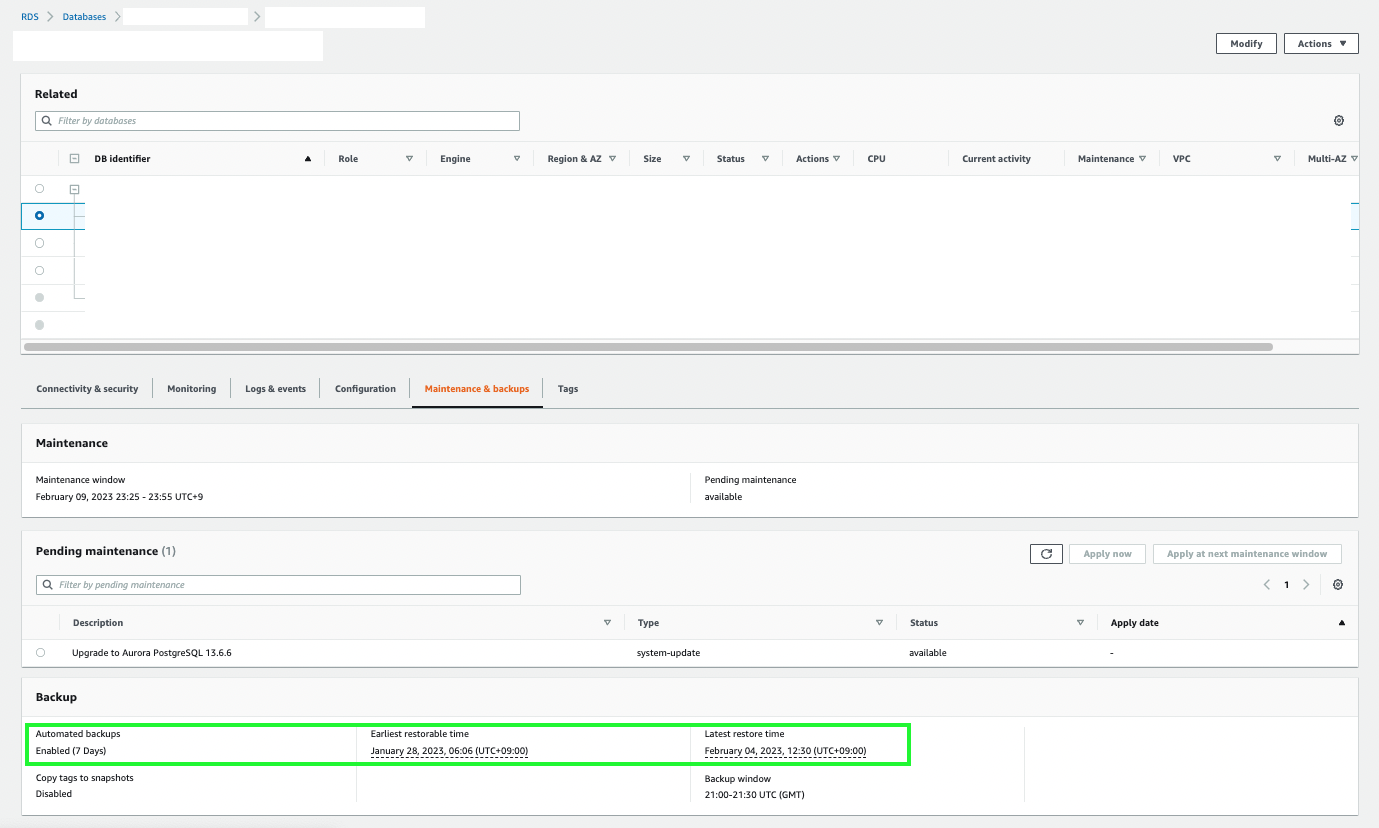 RDS Databases
Modify Actions
Related
Filter by databases
DB identifier Role Engine Region & AZ Size Status Actions CPU Current activity Maintenance VPC Multi-AZ
Connectivity & security Monitoring Logs & events Configuration Maintenance & backups Tags
Maintenance
Maintenance window Pending maintenance
February 09, 2023 23:25 - 23:55 UTC+9 available
Pending maintenance (1)
Apply now Apply at next maintenance window
Filter by pending maintenance
1
Description Type Status Apply date
Upgrade to Aurora PostgreSQL 13.6.6 system-update available -
Backup
Automated backups Earliest restorable time Latest restore time
Enabled (7 Days) January 28, 2023, 06:06 (UTC+09:00) February 04, 2023, 12:30 (UTC+09:00)
Copy tags to snapshots Backup window
Disabled 21:00-21:30 UTC (GMT)